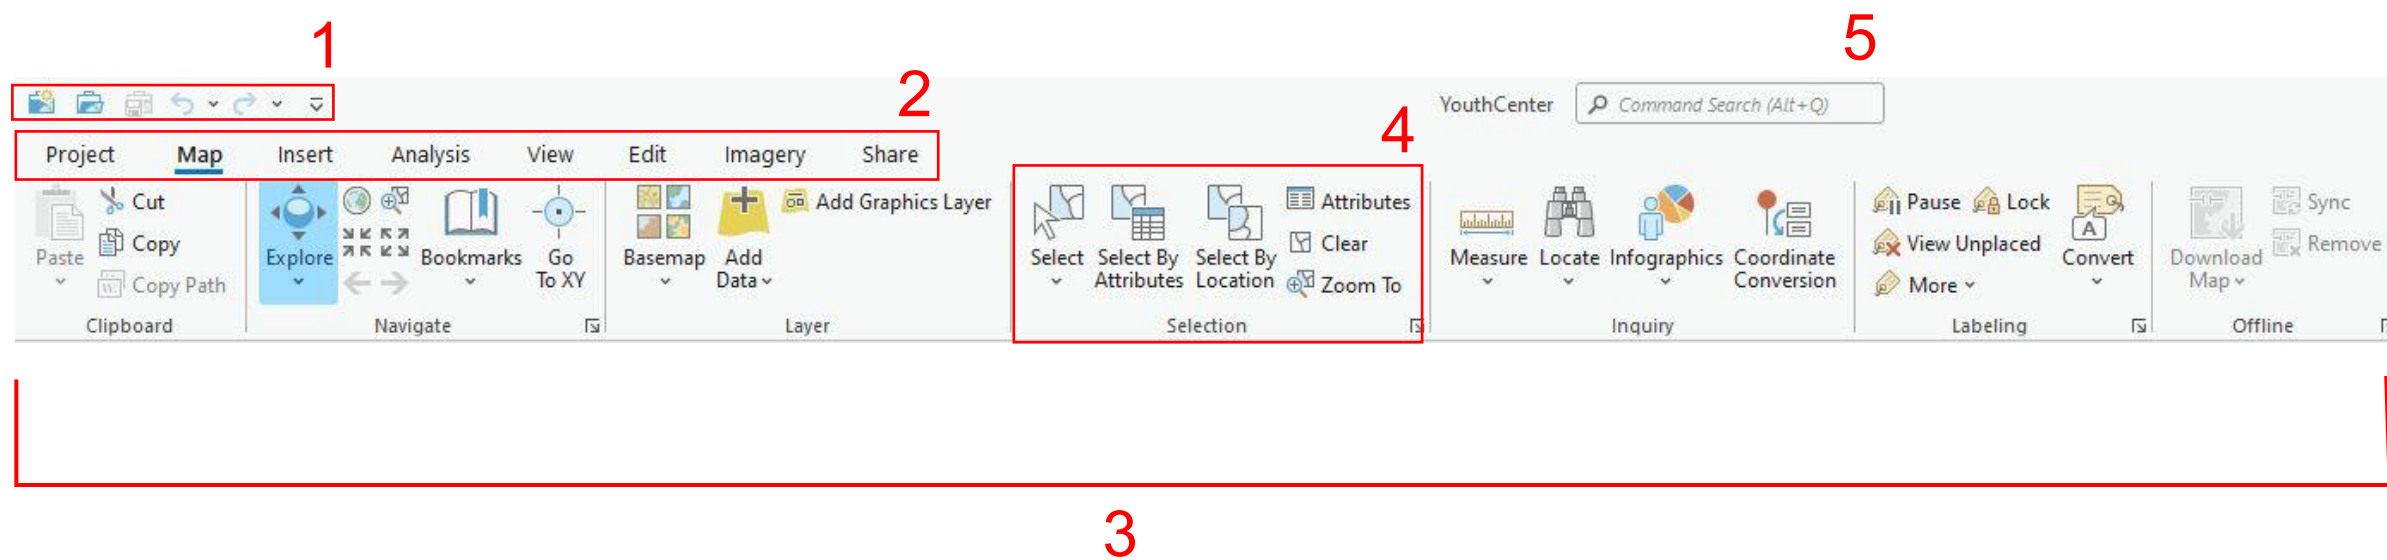 1
5
2
YouthCenter
Command Search (Alt+Q)
4
Project Map Insert Analysis View Edit Imagery Share
Paste
Cut
Copy
Copy Path
Clipboard
Explore
Bookmarks
Go
To XY
Navigate
Basemap
Add
Data
Add Graphics Layer
Layer
Select
Select By
Attributes
Select By
Location
Attributes
Clear
Zoom To
Selection
Measure
Locate
Infographics
Coordinate
Conversion
Inquiry
Pause
Lock
View Unplaced
More
A
Convert
Labeling
Download
Map
Sync
Remove
Offline
3